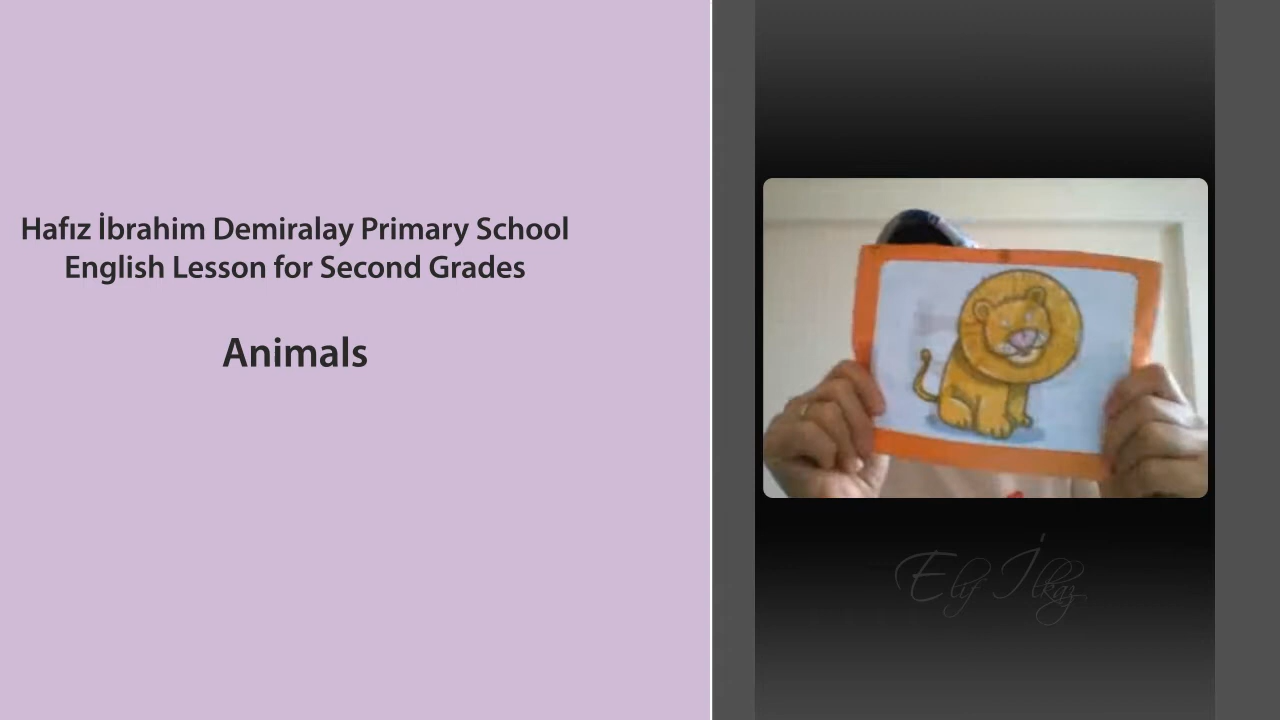 Hafız İbrahim Demiralay Primary School
English Lesson for Second Grades
Animals
Elif İlkaz